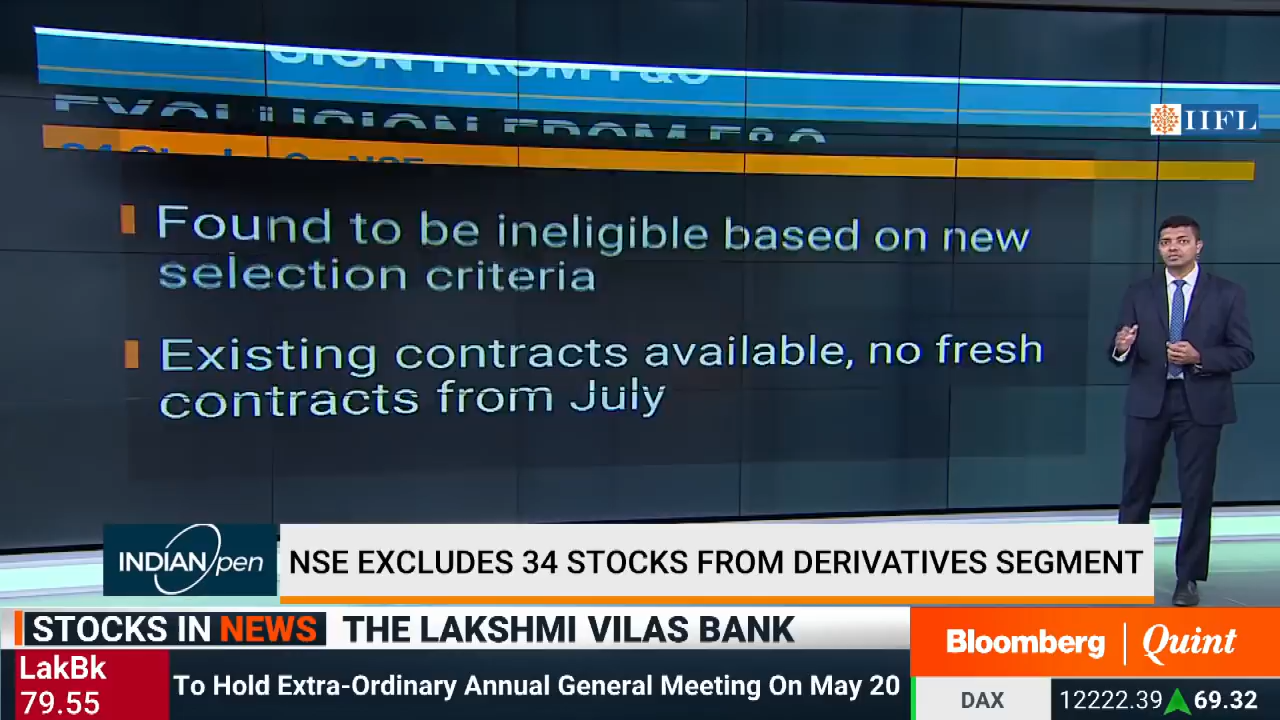 EXCLUSION FROM F&O
IIFL
Found to be ineligible based on new
selection criteria
Existing contracts available, no fresh
contracts from July
INDIAN Open
NSE EXCLUDES 34 STOCKS FROM DERIVATIVES SEGMENT
STOCKS IN NEWS THE LAKSHMI VILAS BANK
Bloomberg | Quint
LakBk
79.55
To Hold Extra-Ordinary Annual General Meeting On May 20
DAX 12222.39 69.32